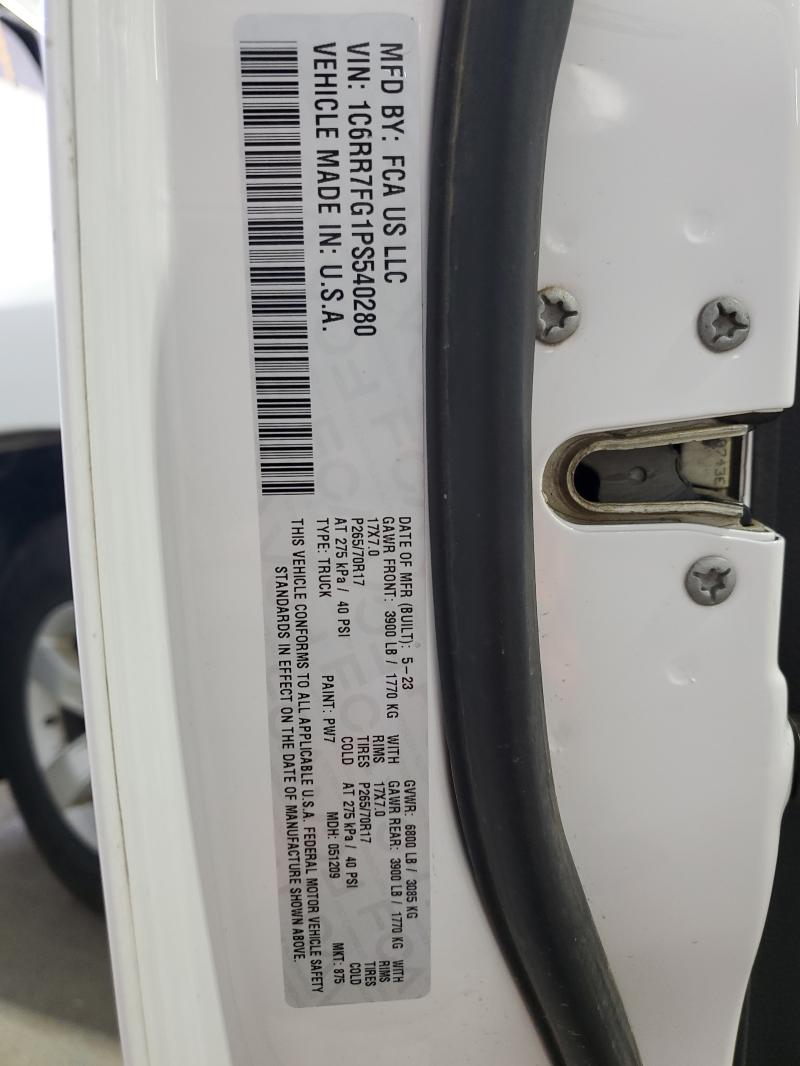 MFD BY: FCA US LLC
VIN: 1C6RR7FG1PS540280
VEHICLE MADE IN: U.S.A.
DATE OF MFR (BUILT): 5-23 GVWR: 6800 LB / 3085 KG
GAWR FRONT: 3900 LB / 1770 KG WITH GAWR REAR: 3900 LB / 1770 KG WITH
17X7.0 RIMS 17X7.0 RIMS
P265/70R17 TIRES P265/70R17 TIRES
AT 275 kPa / 40 PSI COLD AT 275 kPa / 40 PSI COLD
TYPE: TRUCK PAINT: PW7 MDH: 051209 MKT: 875
THIS VEHICLE CONFORMS TO ALL APPLICABLE U.S.A. FEDERAL MOTOR VEHICLE SAFETY
STANDARDS IN EFFECT ON THE DATE OF MANUFACTURE SHOWN ABOVE.